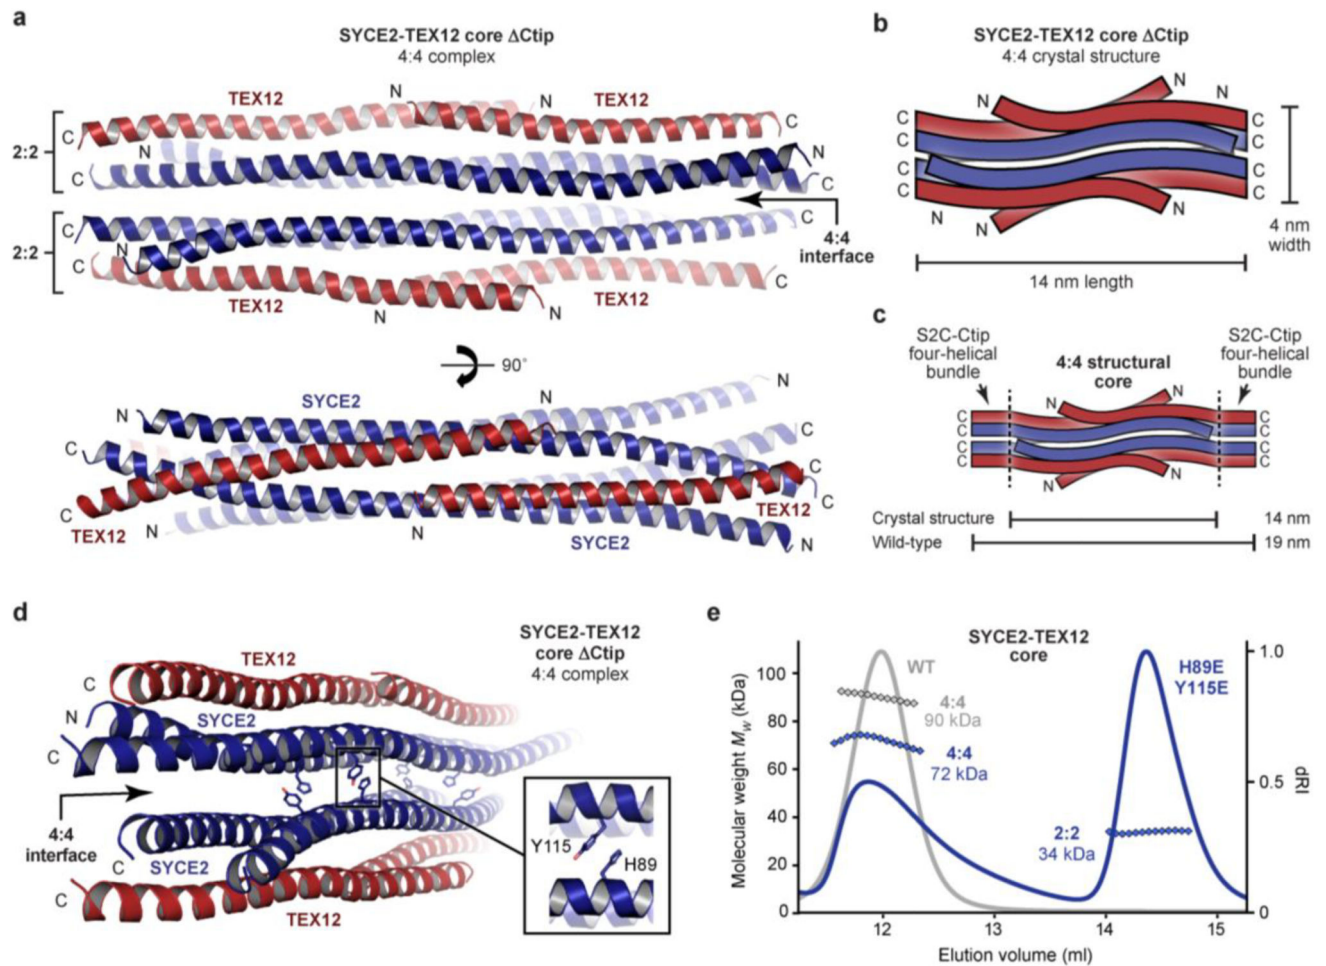 a
SYCE2-TEX12 core ΔCtip
4:4 complex
TEX12
N
N
TEX12
C
C
2:2
N
N
C
C
C
C
4:4
interface
2:2
N
C
C
TEX12
N
N
TEX12
90°
SYCE2
N
N
N
C
C
C
C
TEX12
N
N
TEX12
SYCE2
N
b
SYCE2-TEX12 core ΔCtip
4:4 crystal structure
N
N
N
C
C
C
C
C
C
C
C
N
N
N
4 nm
width
14 nm length
c
S2C-Ctip
four-helical
bundle
4:4 structural
core
S2C-Ctip
four-helical
bundle
N
N
C
C
C
C
C
C
C
C
N
N
Crystal structure
14 nm
Wild-type
19 nm
d
SYCE2-TEX12
core ΔCtip
4:4 complex
TEX12
C
N
SYCE2
C
4:4
interface
C
C
SYCE2
C
TEX12
Y115
H89
e
SYCE2-TEX12
core
WT
H89E
Y115E
4:4
90 kDa
4:4
72 kDa
2:2
34 kDa
100
80
60
40
20
0
1.0
0.5
0
12
13
14
15
Molecular weight Mw (kDa)
dRI
Elution volume (ml)